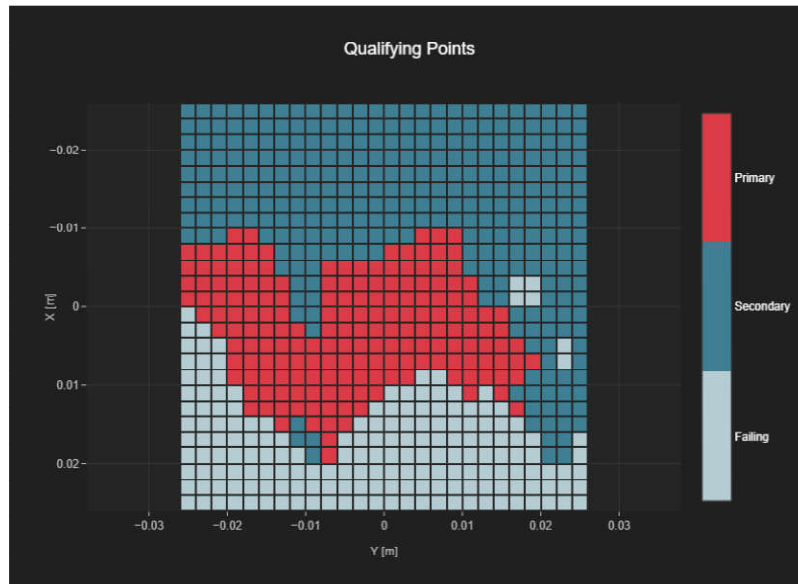 Qualifying Points
−0.02
−0.01
0
0.01
0.02
X [m]
−0.03
−0.02
−0.01
0
0.01
0.02
0.03
Y [m]
Primary
Secondary
Failing